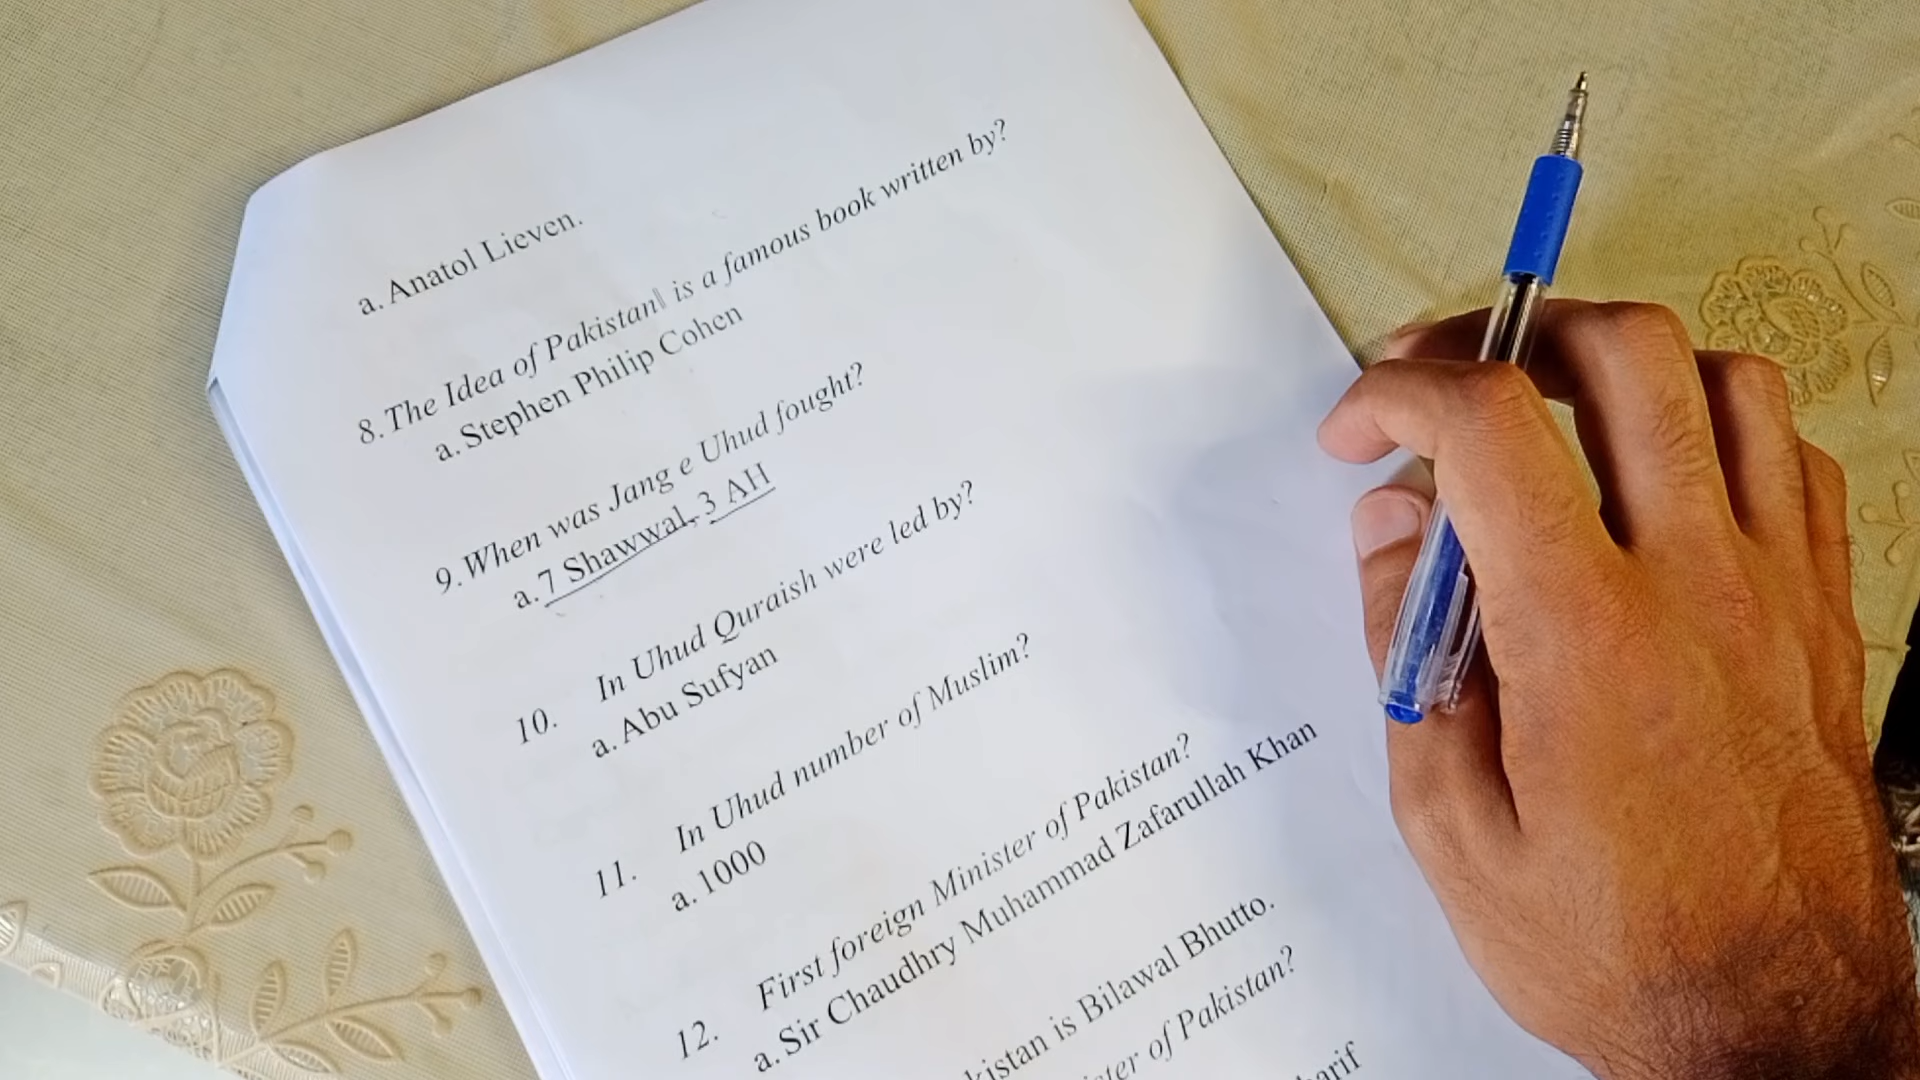 a. Anatol Lieven.
8. The Idea of Pakistan‖ is a famous book written by?
a. Stephen Philip Cohen
9. When was Jang e Uhud fought?
a. 7 Shawwal, 3 AH
10. In Uhud Quraish were led by?
a. Abu Sufyan
11. In Uhud number of Muslim?
a. 1000
12. First foreign Minister of Pakistan?
a. Sir Chaudhry Muhammad Zafarullah Khan
is Bilawal Bhutto.
of Pakistan?